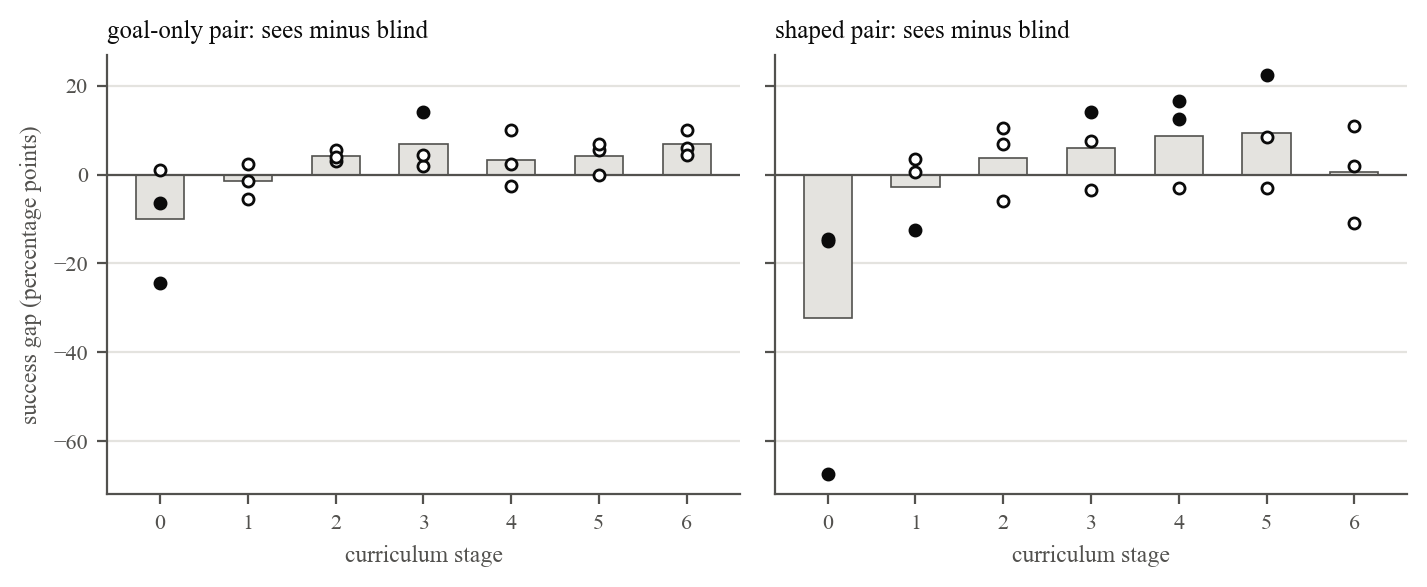 goal-only pair: sees minus blind
shaped pair: sees minus blind
success gap (percentage points)
20
0
−20
−40
−60
0 1 2 3 4 5 6
0 1 2 3 4 5 6
curriculum stage
curriculum stage